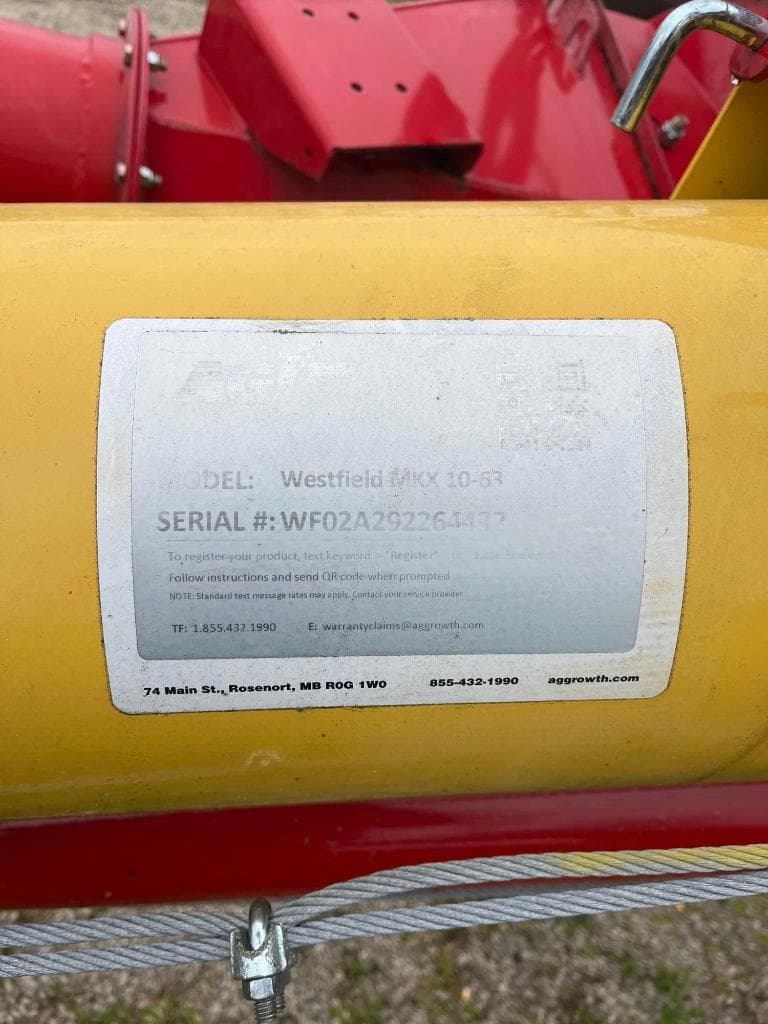 MODEL: Westfield MKX 10-63
SERIAL #:
To register your product, text keyword – "Register" to
Follow instructions and send QR code when prompted
NOTE: Standard text message rates may apply. Contact your service provider
TF: 1.855.432.1990 E: warrantyclaims@aggrowth.com
74 Main St., Rosenort, MB R0G 1W0 855-432-1990 aggrowth.com